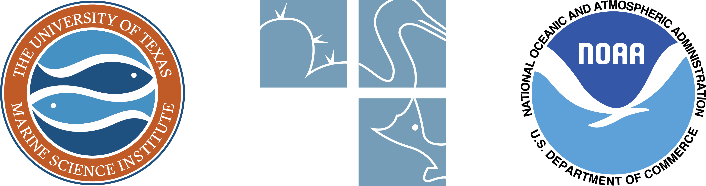 THE UNIVERSITY OF TEXAS
MARINE SCIENCE INSTITUTE
NATIONAL OCEANIC AND ATMOSPHERIC ADMINISTRATION
NOAA
U.S. DEPARTMENT OF COMMERCE